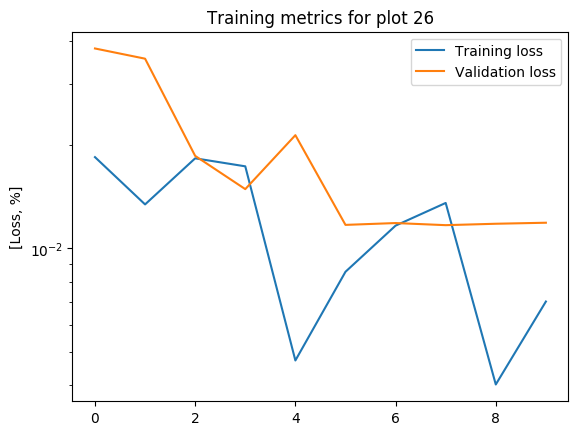 Training metrics for plot 26
Training loss
Validation loss
[Loss, %]
10⁻²
0 2 4 6 8